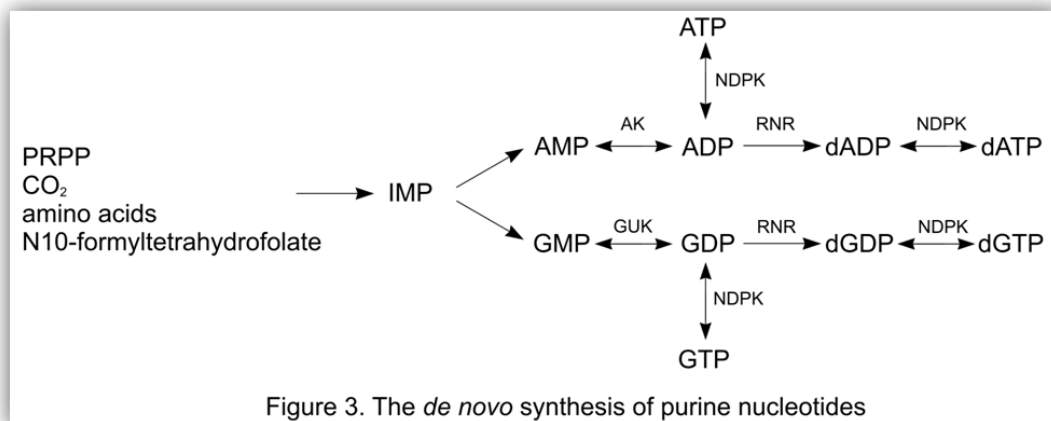 ATP
NDPK
AK
RNR
NDPK
AMP
ADP
dADP
dATP
PRPP
CO₂
amino acids
N10-formyltetrahydrofolate
IMP
GUK
RNR
NDPK
GMP
GDP
dGDP
dGTP
NDPK
GTP
Figure 3. The de novo synthesis of purine nucleotides